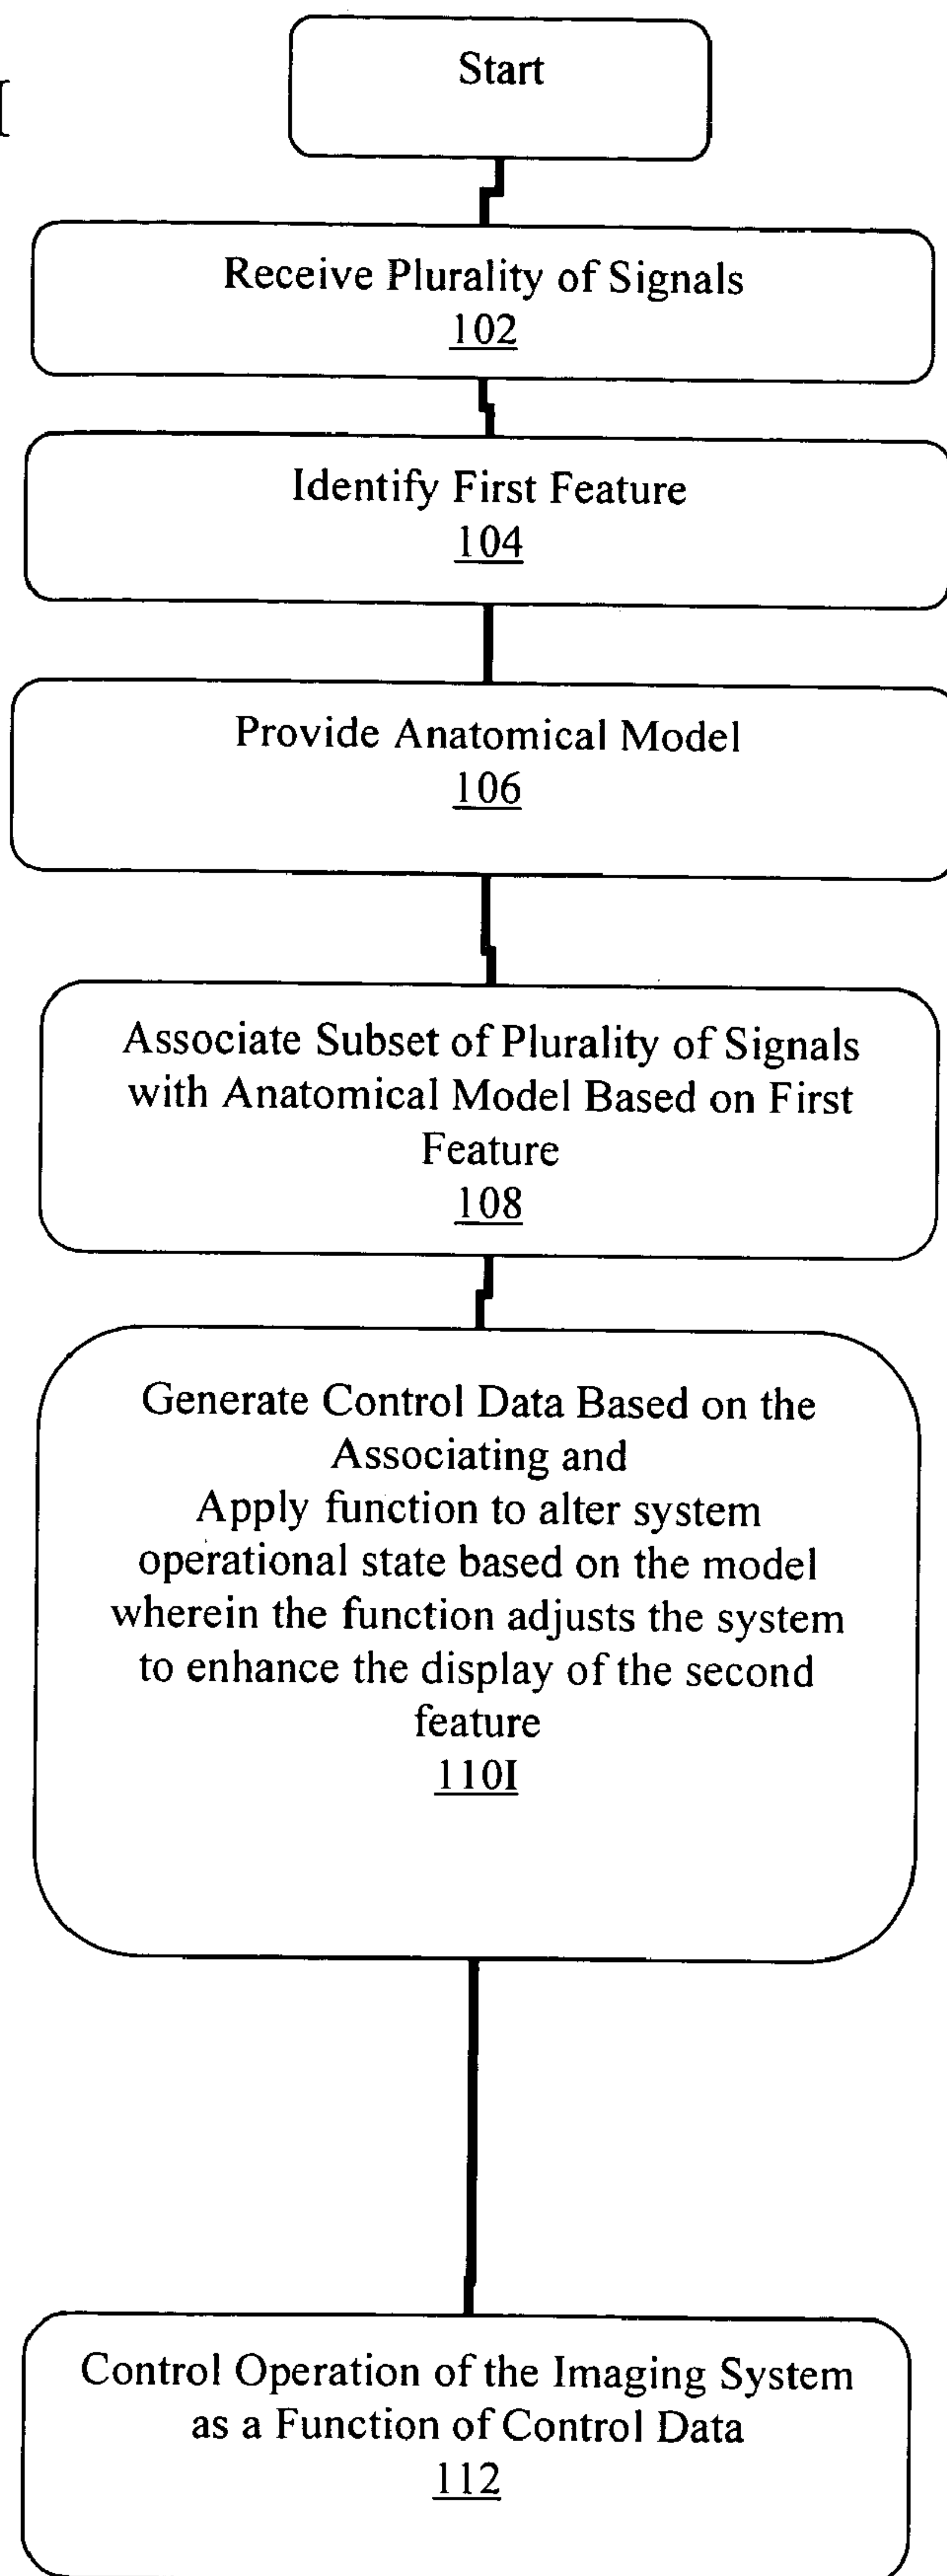 Start
Receive Plurality of Signals
102
Identify First Feature
104
Provide Anatomical Model
106
Associate Subset of Plurality of Signals
with Anatomical Model Based on First
Feature
108
Generate Control Data Based on the
Associating and
Apply function to alter system
operational state based on the model
wherein the function adjusts the system
to enhance the display of the second
feature
110I
Control Operation of the Imaging System
as a Function of Control Data
112